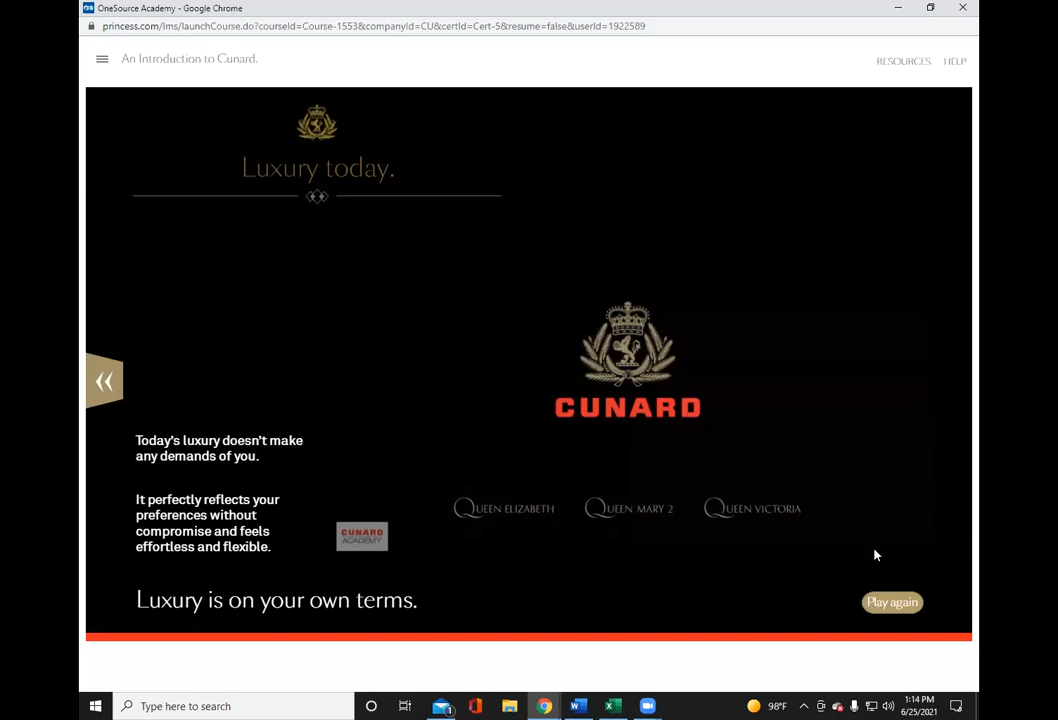 OneSource Academy - Google Chrome
princess.com/lms/launchCourse.do?courseId=Course-1553&companyId=CU&certId=Cert-5&resume=false&userId=1922589
An Introduction to Cunard.
RESOURCES HELP
Luxury today.
CUNARD
Today's luxury doesn't make
any demands of you.
It perfectly reflects your
preferences without
compromise and feels
effortless and flexible.
CUNARD
ACADEMY
QUEEN ELIZABETH QUEEN MARY 2 QUEEN VICTORIA
Luxury is on your own terms.
Play again
Type here to search
1
98°F
1:14 PM
6/25/2021